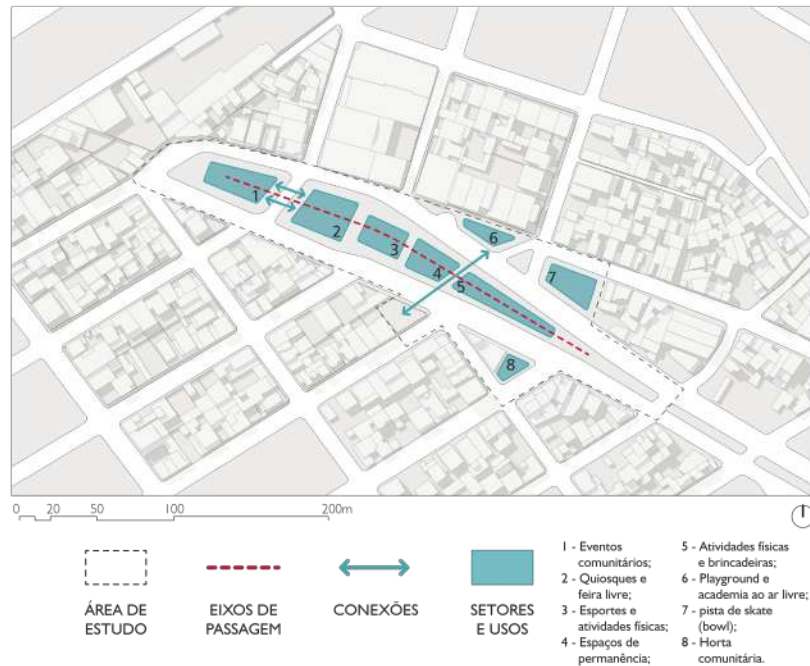 1
2
3
4
5
6
7
8
0 20 50 100 200m
ÁREA DE
ESTUDO
EIXOS DE
PASSAGEM
CONEXÕES
SETORES
E USOS
1 - Eventos
comunitários;
2 - Quiosques e
feira livre;
3 - Esportes e
atividades físicas;
4 - Espaços de
permanência;
5 - Atividades físicas
e brincadeiras;
6 - Playground e
academia ao ar livre;
7 - pista de skate
(bowl);
8 - Horta
comunitária.